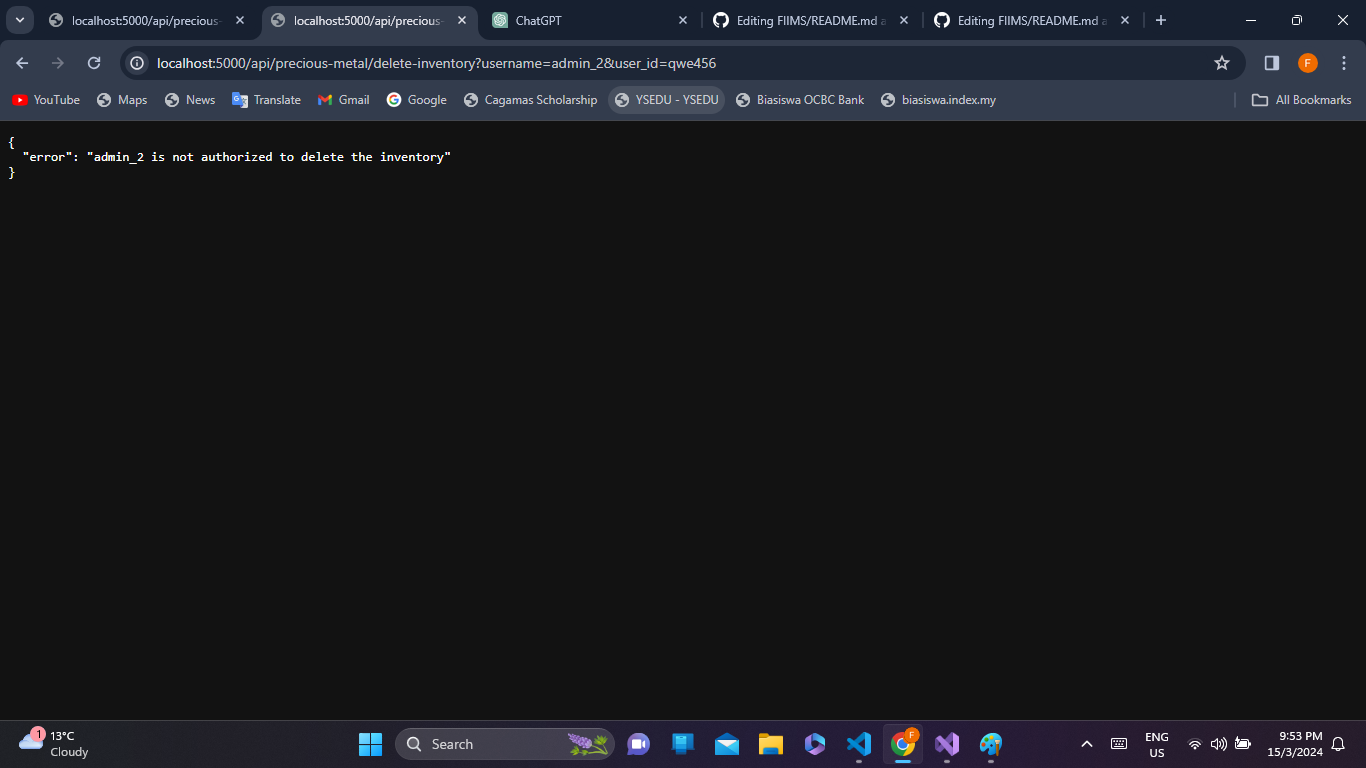 localhost:5000/api/precious-
localhost:5000/api/precious-
ChatGPT
Editing FIIMS/README.md a
Editing FIIMS/README.md a
localhost:5000/api/precious-metal/delete-inventory?username=admin_2&user_id=qwe456
F
YouTube
Maps
News
Translate
Gmail
Google
Cagamas Scholarship
YSEDU - YSEDU
Biasiswa OCBC Bank
biasiswa.index.my
All Bookmarks
{
"error": "admin_2 is not authorized to delete the inventory"
}
1
13°C
Cloudy
Search
F
ENG
US
9:53 PM
15/3/2024